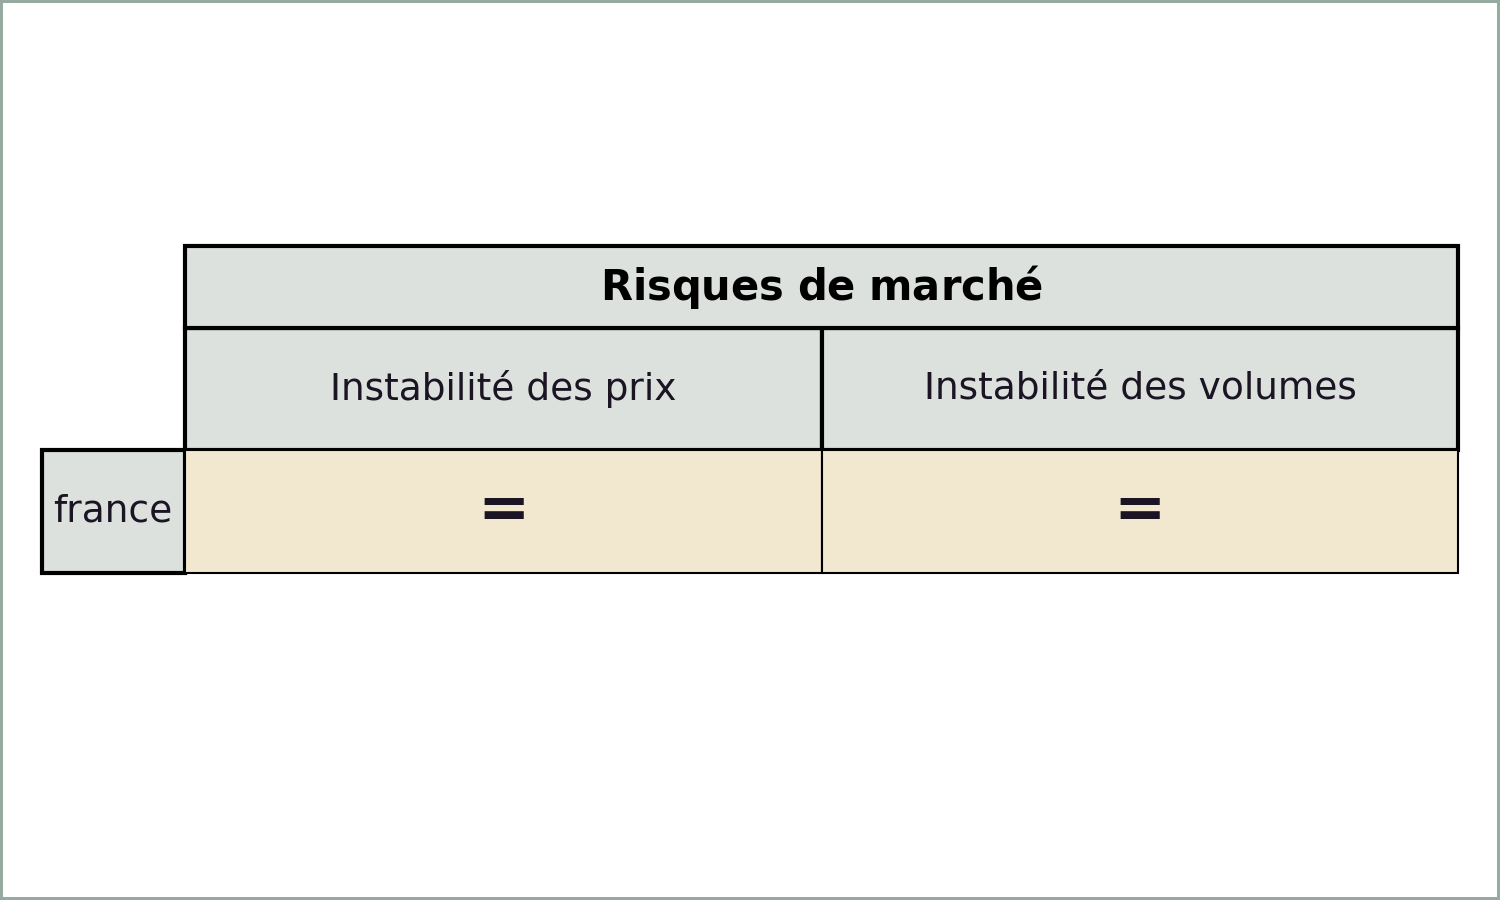 Risques de marché
Instabilité des prix
Instabilité des volumes
france
=
=